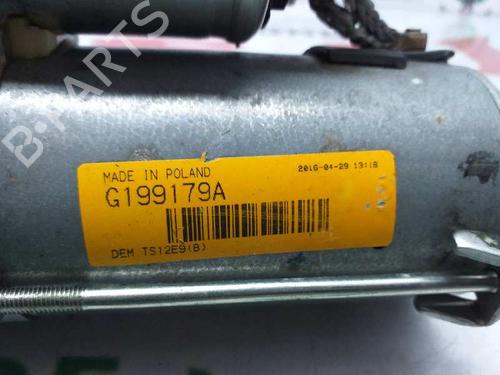 B-PARTS
MADE IN POLAND 2016-04-29 13:18
G199179A
DEM TS12E9(B)